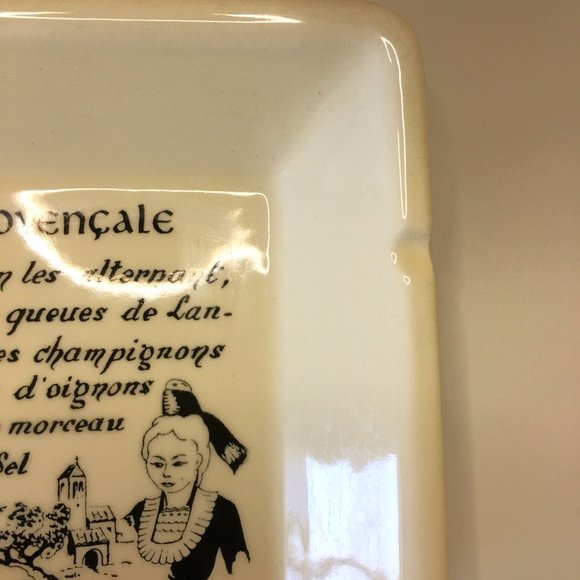 ovençale
n les alternant,
queues de Lan-
es champignons
d'oignons
morceau
Sel